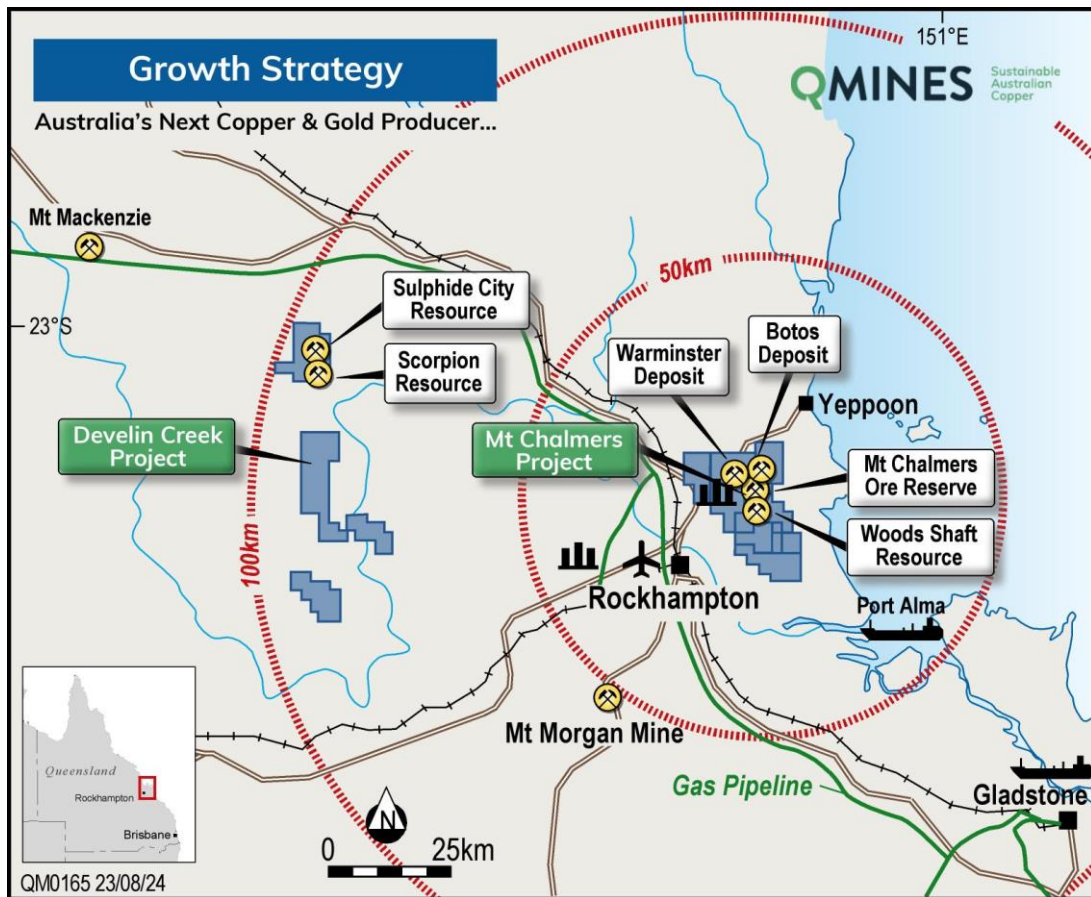 Growth Strategy
Australia's Next Copper & Gold Producer...
151°E
QMINES
Sustainable
Australian
Copper
Mt Mackenzie
23°S
50km
100km
Sulphide City
Resource
Scorpion
Resource
Develin Creek
Project
Warminster
Deposit
Botos
Deposit
Yeppoon
Mt Chalmers
Project
Mt Chalmers
Ore Reserve
Woods Shaft
Resource
Rockhampton
Port Alma
Mt Morgan Mine
Gas Pipeline
Gladstone
Queensland
Rockhampton
Brisbane
N
0 25km
QM0165 23/08/24